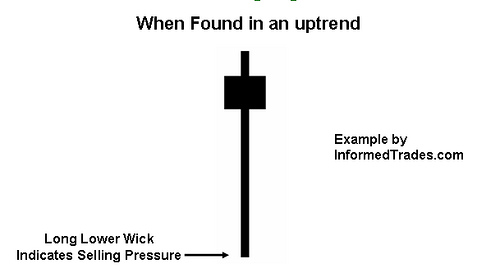 When Found in an uptrend
Example by
InformedTrades.com
Long Lower Wick
Indicates Selling Pressure